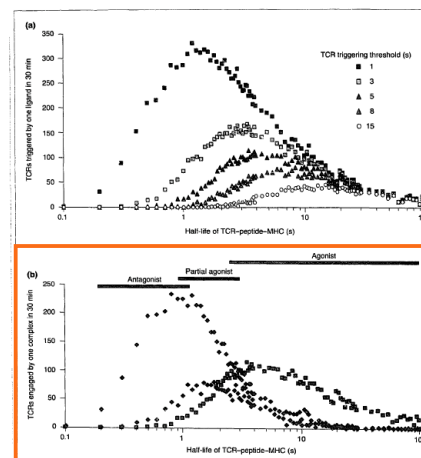 (a)
350
300
250
200
150
100
50
0
TCRs triggered by one ligand in 30 min
TCR triggering threshold (s)
1
3
5
8
15
0.1
1
10
100
Half-life of TCR–peptide–MHC (s)
(b)
Antagonist
Partial agonist
Agonist
250
200
150
100
50
0
TCRs engaged by one complex in 30 min
0.1
1
10
100
Half-life of TCR–peptide–MHC (s)